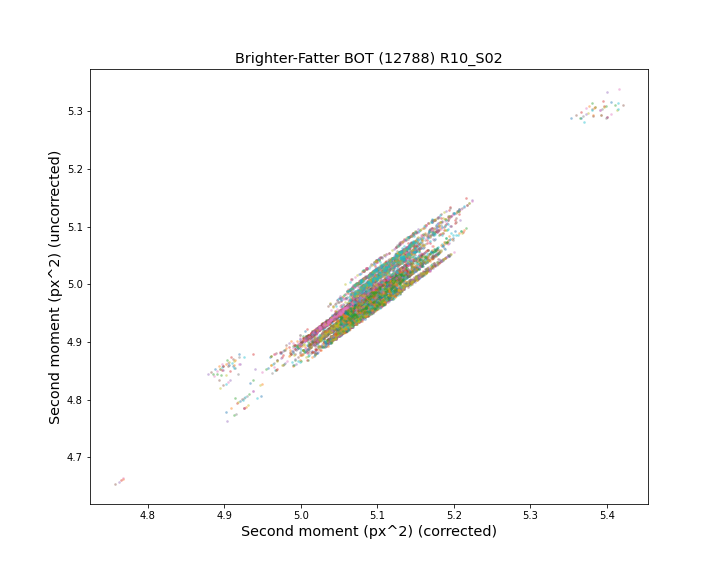 Brighter-Fatter BOT (12788) R10_S02
Second moment (px^2) (uncorrected)
5.3
5.2
5.1
5.0
4.9
4.8
4.7
4.8 4.9 5.0 5.1 5.2 5.3 5.4
Second moment (px^2) (corrected)